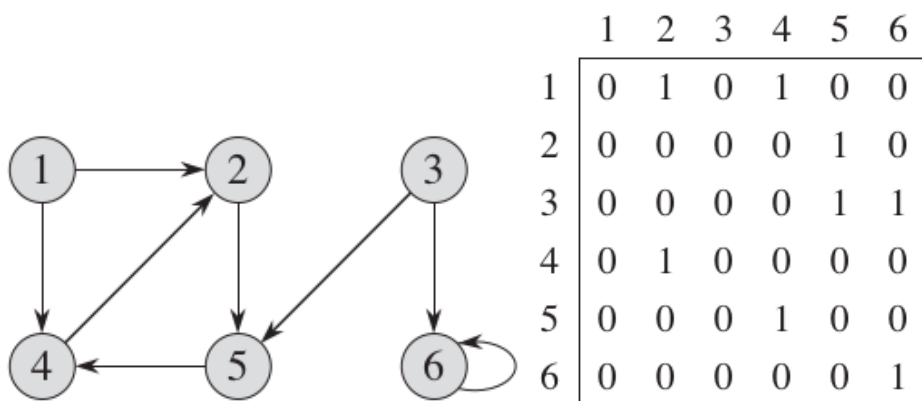 1 2 3
4 5 6
1 2 3 4 5 6
1 0 1 0 1 0 0
2 0 0 0 0 1 0
3 0 0 0 0 1 1
4 0 1 0 0 0 0
5 0 0 0 1 0 0
6 0 0 0 0 0 1